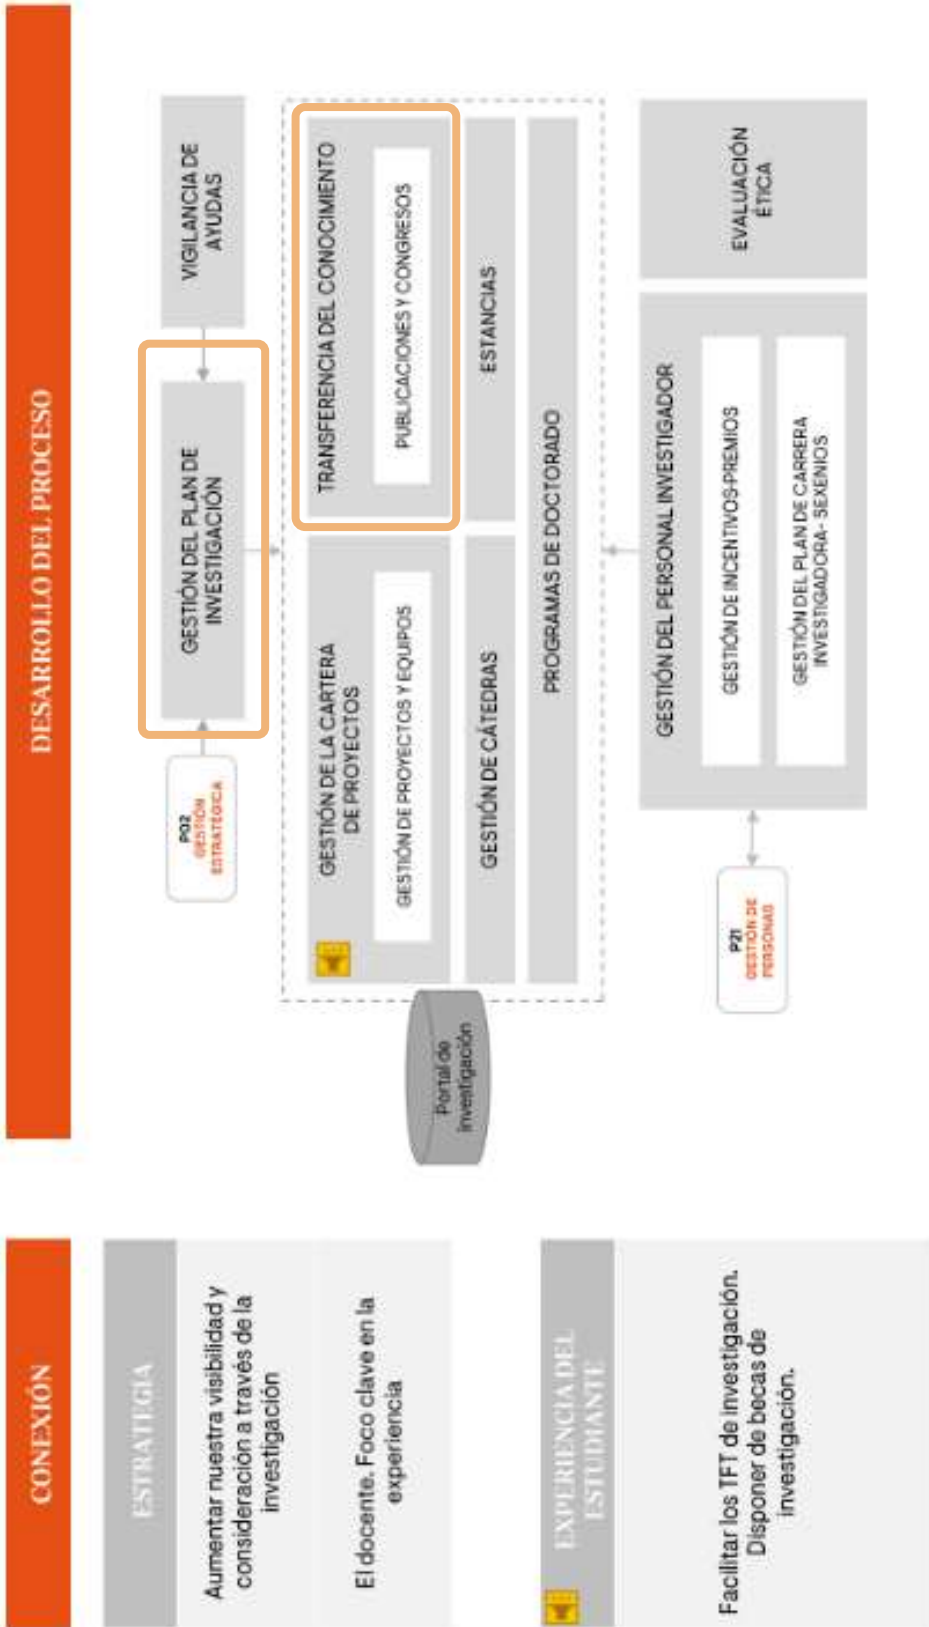 CONEXIÓN
ESTRATEGIA
Aumentar nuestra visibilidad y
consideración a través de la
investigación
El docente. Foco clave en la
experiencia
EXPERIENCIA DEL
ESTUDIANTE
Facilitar los TFT de investigación.
Disponer de becas de
investigación.
DESARROLLO DEL PROCESO
P02
GESTIÓN
ESTRATÉGICA
GESTIÓN DEL PLAN DE
INVESTIGACIÓN
VIGILANCIA DE
AYUDAS
Portal de
investigación
GESTIÓN DE LA CARTERA
DE PROYECTOS
GESTIÓN DE PROYECTOS Y EQUIPOS
TRANSFERENCIA DEL CONOCIMIENTO
PUBLICACIONES Y CONGRESOS
GESTIÓN DE CÁTEDRAS
ESTANCIAS
PROGRAMAS DE DOCTORADO
P21
GESTIÓN DE
PERSONAS
GESTIÓN DEL PERSONAL INVESTIGADOR
GESTIÓN DE INCENTIVOS-PREMIOS
GESTIÓN DEL PLAN DE CARRERA
INVESTIGADORA- SEXENIOS
EVALUACIÓN
ÉTICA